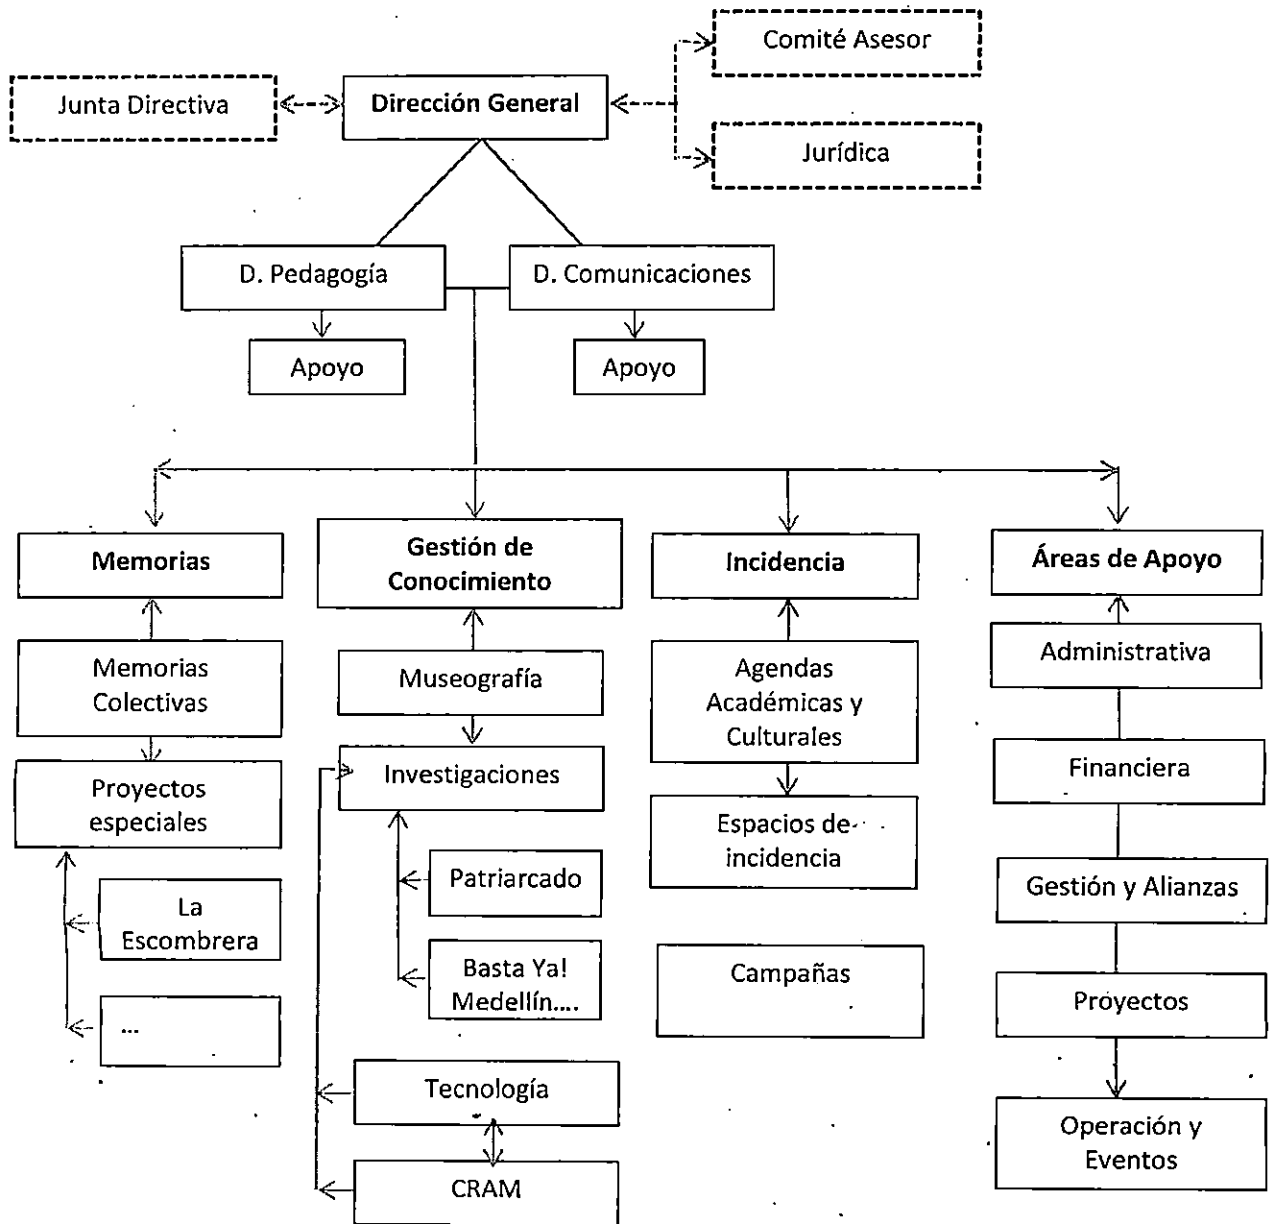 Comité Asesor
Junta Directiva
Dirección General
Jurídica
D. Pedagogía
D. Comunicaciones
Apoyo
Apoyo
Memorias
Gestión de
Conocimiento
Incidencia
Áreas de Apoyo
Memorias
Colectivas
Museografía
Agendas
Académicas y
Culturales
Administrativa
Proyectos
especiales
Investigaciones
Espacios de
incidencia
Financiera
La
Escombrera
Patriarcado
Gestión y Alianzas
...
Basta Ya!
Medellín....
Campañas
Proyectos
Tecnología
Operación y
Eventos
CRAM